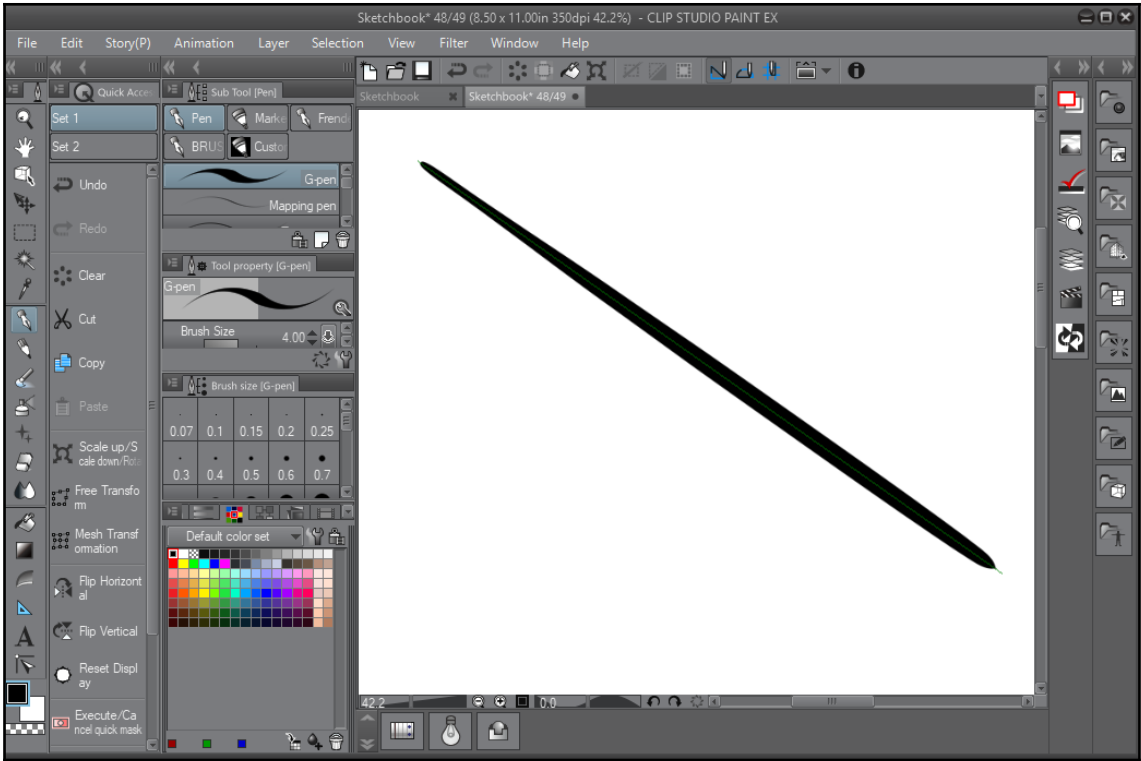 Sketchbook* 48/49 (8.50 x 11.00in 350dpi 42.2%) - CLIP STUDIO PAINT EX
File Edit Story(P) Animation Layer Selection View Filter Window Help
Quick Acces
Sub Tool [Pen]
Sketchbook
Sketchbook* 48/49
Set 1
Set 2
Pen
Marke
Frende
BRUS
Custor
Undo
Redo
Clear
Cut
Copy
Paste
Scale up/S
cale down/Rota
Free Transfo
rm
Mesh Transf
ormation
Flip Horizont
al
Flip Vertical
Reset Displ
ay
Execute/Ca
ncel quick mask
G-pen
Mapping pen
Tool property [G-pen]
G-pen
Brush Size 4.00
Brush size [G-pen]
0.07 0.1 0.15 0.2 0.25
0.3 0.4 0.5 0.6 0.7
Default color set
42.2
0.0